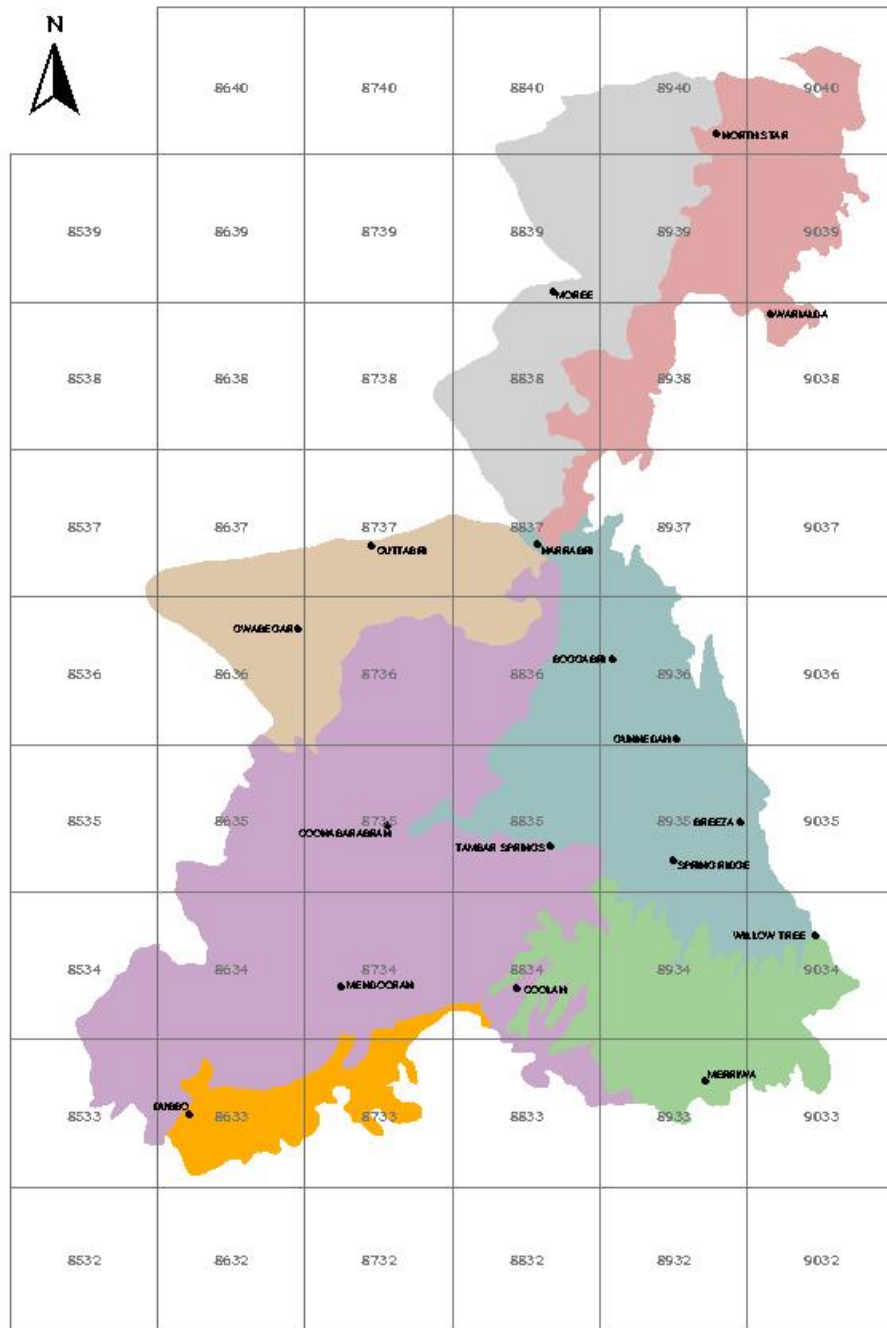 N
8640 8740 8840 8940 9040
NORTH STAR
8539 8639 8739 8839 8939 9039
MOREE
WARIALDA
8538 8638 8738 8838 8938 9038
8537 8637 8737 8837 8937 9037
CUTTABRI NARRABRI
GWABEGAR
BOGGABRI
8536 8636 8736 8836 8936 9036
GUNNEDAH
8535 8635 8735 8835 8935 BREEZA 9035
COONABARABRAN
TAMBAR SPRINGS
SPRING RIDGE
WILLOW TREE
8534 8634 8734 8834 8934 9034
MENDOORAN COOLAH
MERRIWA
DUBBO
8533 8633 8733 8833 8933 9033
8532 8632 8732 8832 8932 9032